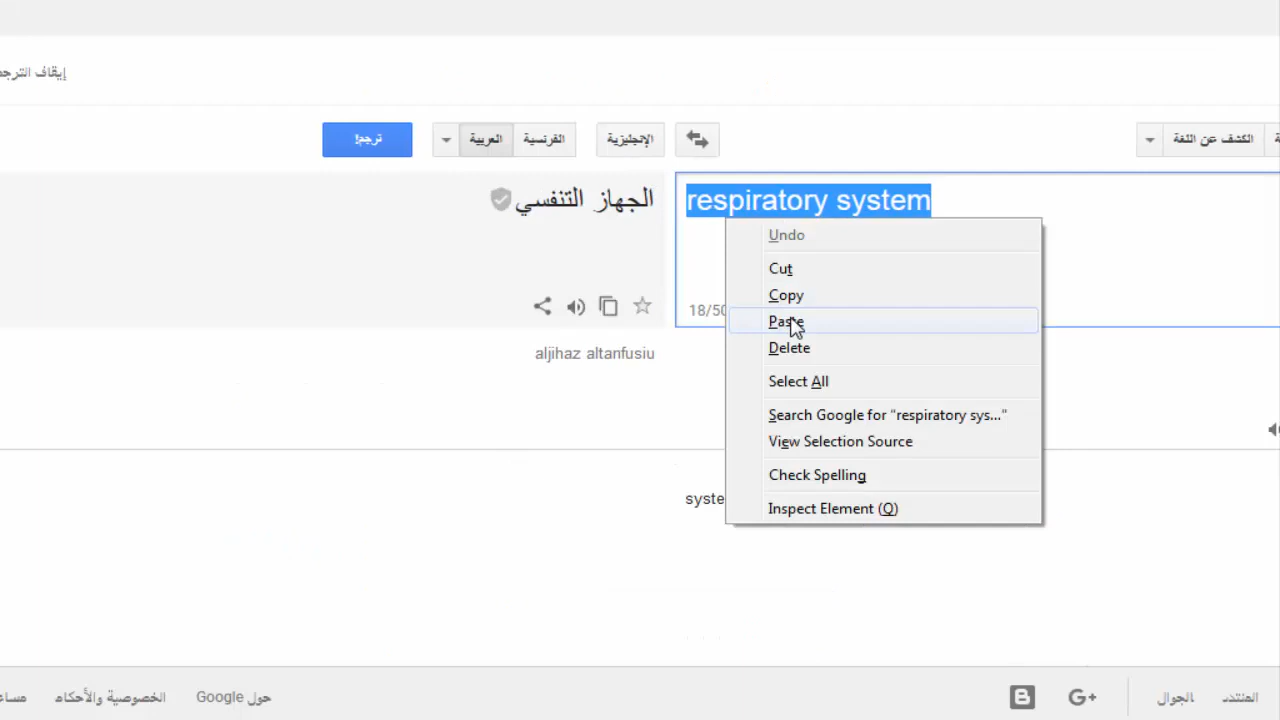 إيقاف الترجم
ترجم!
العربية
الفرنسية
الإنجليزية
الكشف عن اللغة
الجهاز التنفسي
respiratory system
Undo
Cut
Copy
18/50
Paste
Delete
aljihaz altanfusiu
Select All
Search Google for “respiratory sys...”
View Selection Source
Check Spelling
syste
Inspect Element (Q)
مساع
الخصوصية والأحكام
حول Google
B
G+
الجوال
المنتدى